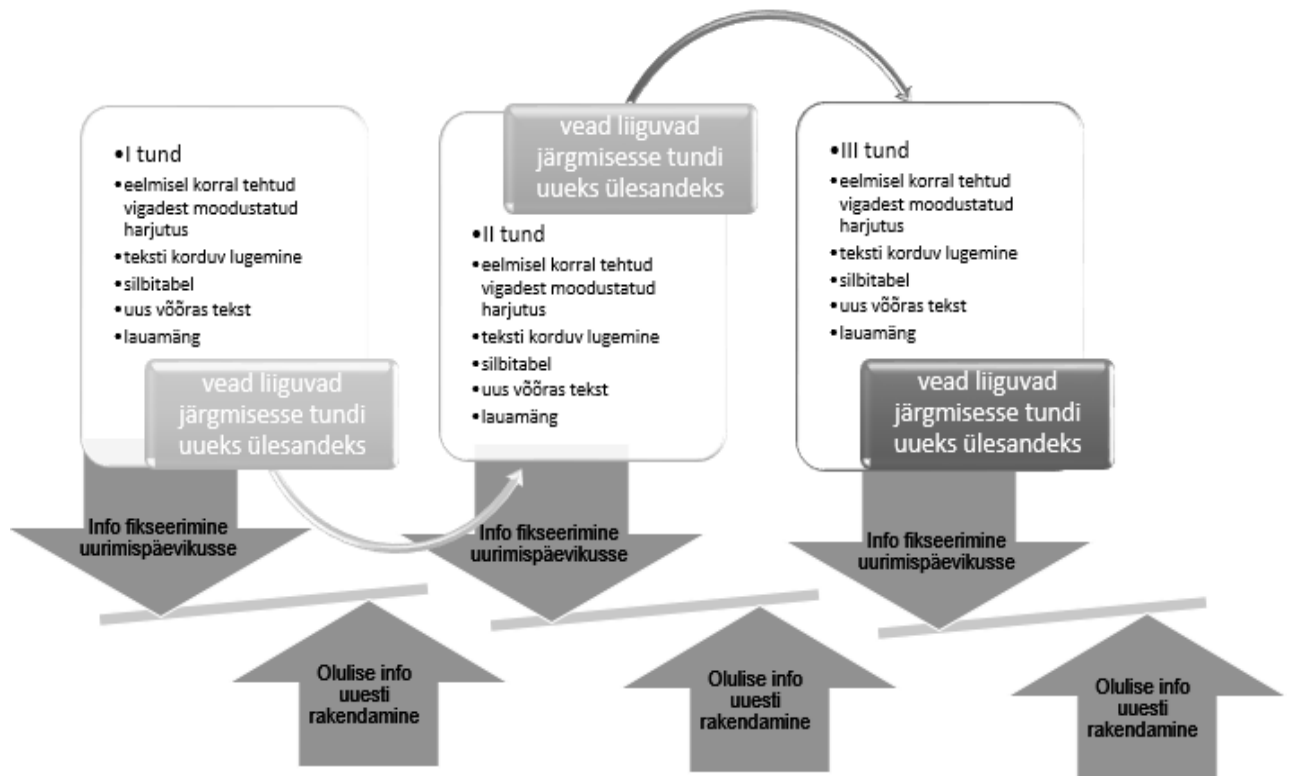 •I tund
•eelmisel korral tehtud
vigadest moodustatud
harjutus
•teksti korduv lugemine
•silbitabel
•uus võõras tekst
•lauamäng
vead liiguvad
järgmisesse tundi
uueks ülesandeks
Info fikseerimine
uurimispäevikusse
Olulise info
uuesti
rakendamine
vead liiguvad
järgmisesse tundi
uueks ülesandeks
•II tund
•eelmisel korral tehtud
vigadest moodustatud
harjutus
•teksti korduv lugemine
•silbitabel
•uus võõras tekst
•lauamäng
Info fikseerimine
uurimispäevikusse
Olulise info
uuesti
rakendamine
•III tund
•eelmisel korral tehtud
vigadest moodustatud
harjutus
•teksti korduv lugemine
•silbitabel
•uus võõras tekst
•lauamäng
vead liiguvad
järgmisesse tundi
uueks ülesandeks
Info fikseerimine
uurimispäevikusse
Olulise info
uuesti
rakendamine